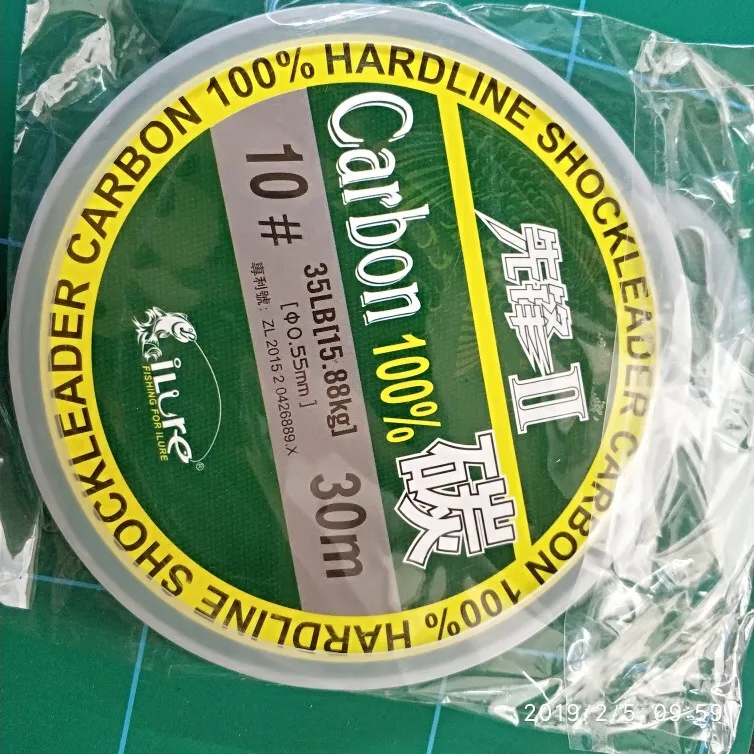 HARDLINE SHOCKLEADER CARBON 100% HARDLINE SHOCKLEADER CARBON 100%
先锋-II
Carbon 100% 碳
10# 35LB[15.88kg] 30m
[Φ0.55mm]
專利號: ZL 2015 2 0426889.X
iLure®
FISHING FOR ILURE
2019/2/5 09:59